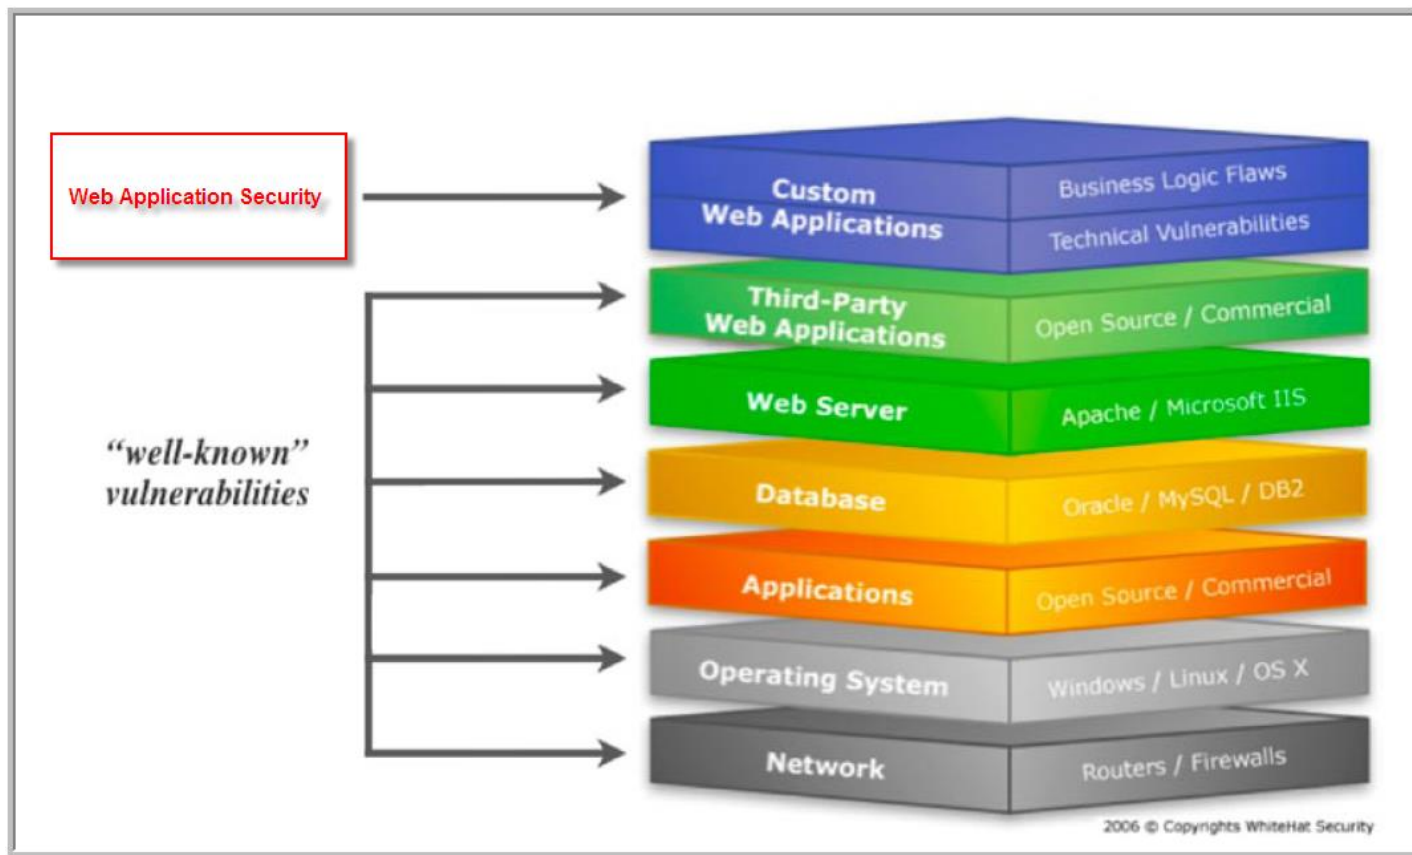 Web Application Security
Custom
Web Applications
Business Logic Flaws
Technical Vulnerabilities
Third-Party
Web Applications
Open Source / Commercial
Web Server
Apache / Microsoft IIS
“well-known”
vulnerabilities
Database
Oracle / MySQL / DB2
Applications
Open Source / Commercial
Operating System
Windows / Linux / OS X
Network
Routers / Firewalls
2006 © Copyrights WhiteHat Security